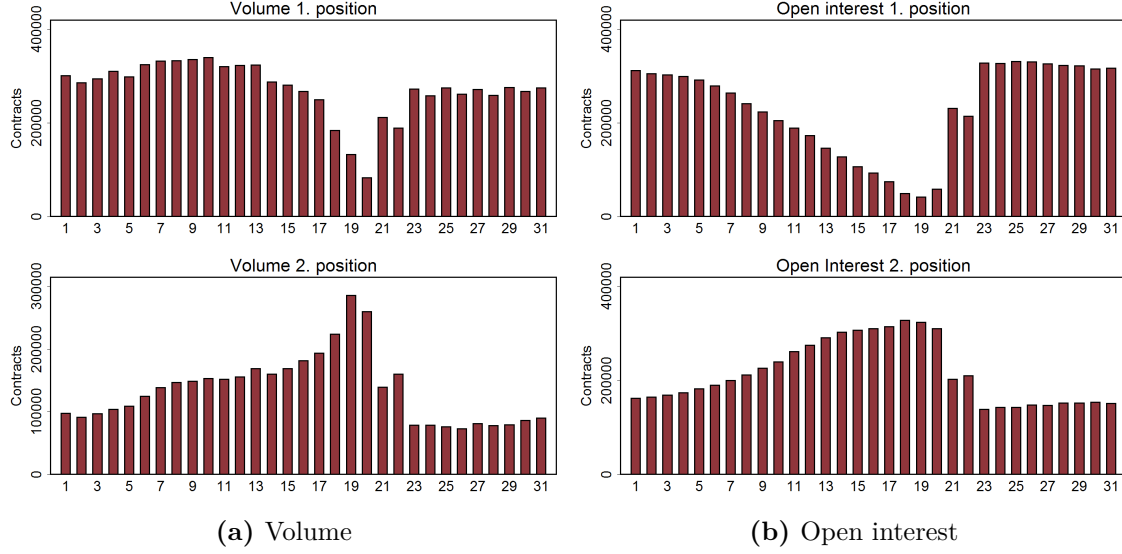 Volume 1. position
400000
200000
0
Contracts
1 3 5 7 9 11 13 15 17 19 21 23 25 27 29 31
Volume 2. position
300000
200000
100000
0
Contracts
1 3 5 7 9 11 13 15 17 19 21 23 25 27 29 31
(a) Volume
Open interest 1. position
400000
200000
0
Contracts
1 3 5 7 9 11 13 15 17 19 21 23 25 27 29 31
Open Interest 2. position
400000
200000
0
Contracts
1 3 5 7 9 11 13 15 17 19 21 23 25 27 29 31
(b) Open interest